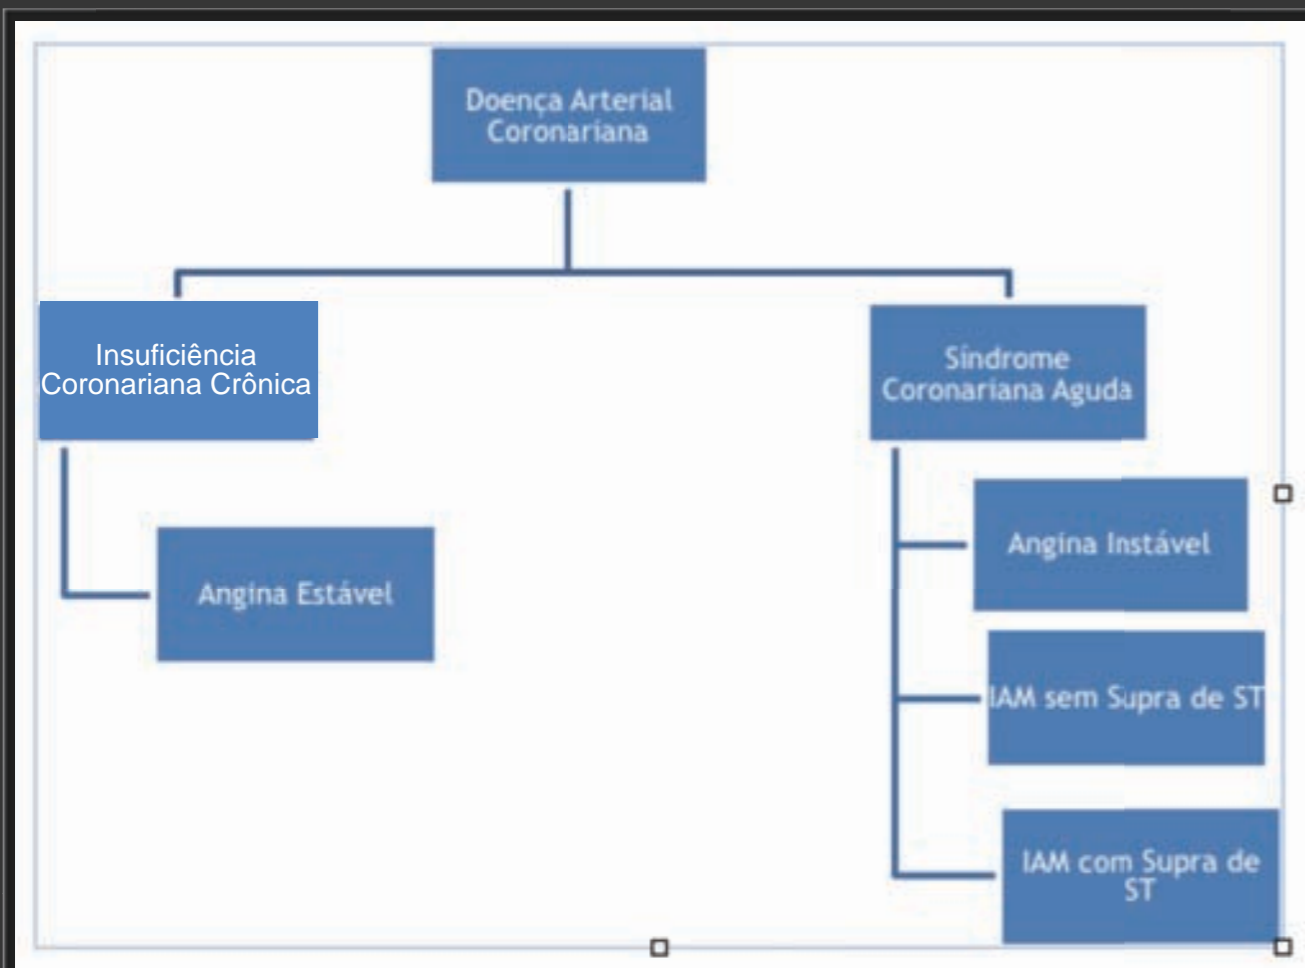 Doença Arterial
Coronariana
Insuficiência
Coronariana Crônica
Síndrome
Coronariana Aguda
Angina Estável
Angina Instável
IAM sem Supra de ST
IAM com Supra de
ST